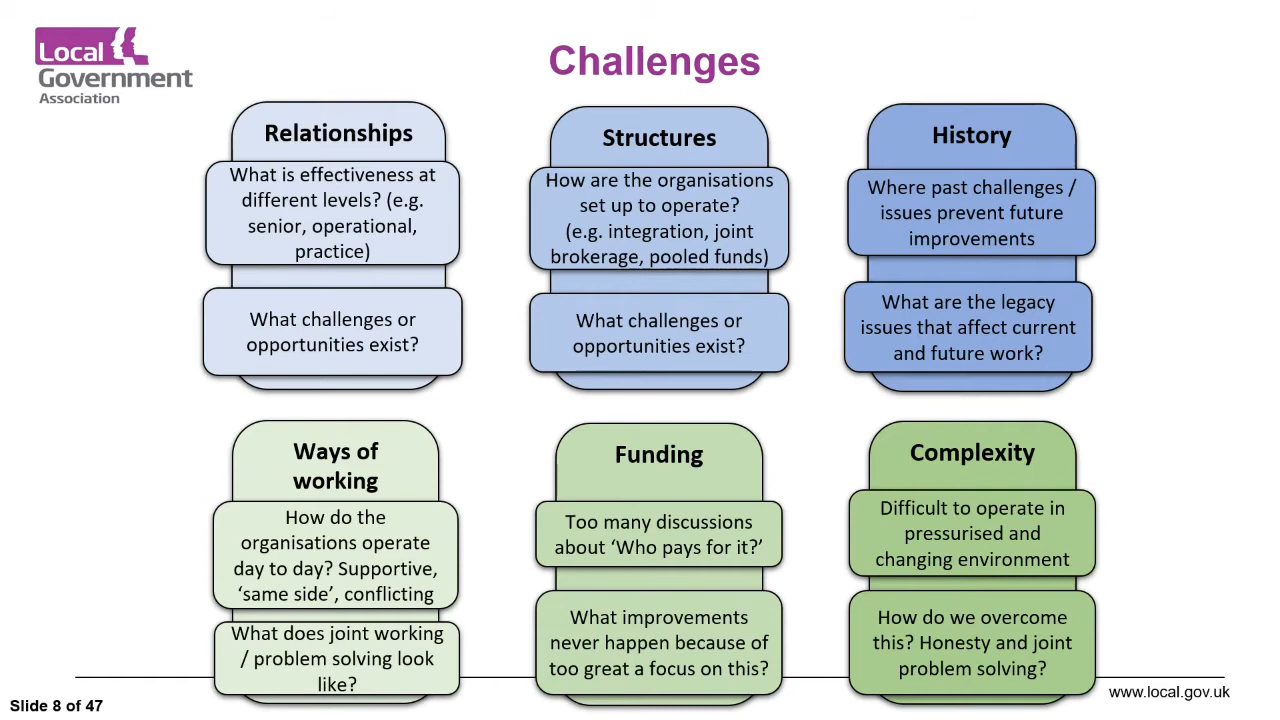 Local
Government
Association
Challenges
Relationships
What is effectiveness at
different levels? (e.g.
senior, operational,
practice)
What challenges or
opportunities exist?
Structures
How are the organisations
set up to operate?
(e.g. integration, joint
brokerage, pooled funds)
What challenges or
opportunities exist?
History
Where past challenges /
issues prevent future
improvements
What are the legacy
issues that affect current
and future work?
Ways of
working
How do the
organisations operate
day to day? Supportive,
‘same side’, conflicting
What does joint working
/ problem solving look
like?
Funding
Too many discussions
about ‘Who pays for it?’
What improvements
never happen because of
too great a focus on this?
Complexity
Difficult to operate in
pressurised and
changing environment
How do we overcome
this? Honesty and joint
problem solving?
Slide 8 of 47
www.local.gov.uk